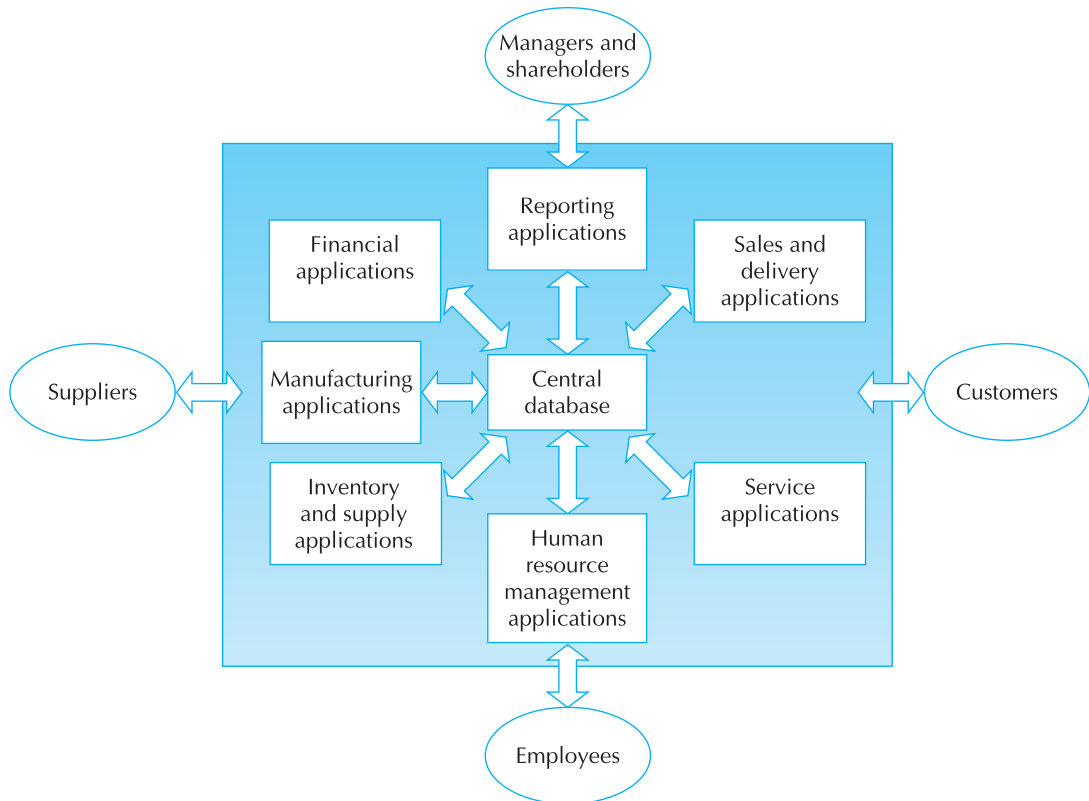 Managers and
shareholders
Reporting
applications
Financial
applications
Sales and
delivery
applications
Suppliers
Manufacturing
applications
Central
database
Customers
Inventory
and supply
applications
Service
applications
Human
resource
management
applications
Employees